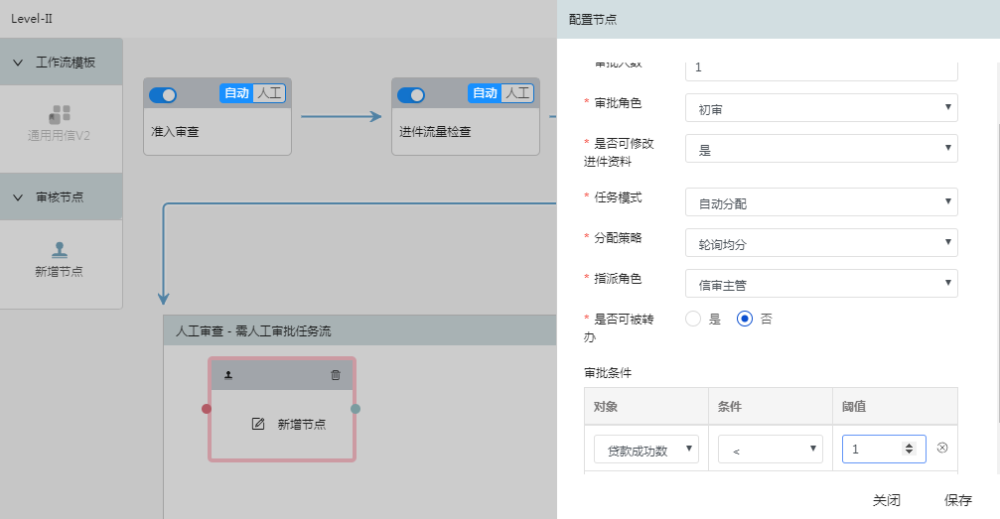 Level-II
工作流模板
通用用信V2
审核节点
新增节点
自动 人工
准入审查
自动 人工
进件流量检查
人工审查 - 需人工审批任务流
新增节点
配置节点
审批人数
1
* 审批角色
初审
* 是否可修改
进件资料
是
* 任务模式
自动分配
* 分配策略
轮询均分
* 指派角色
信审主管
* 是否可被转
办
是 否
审批条件
对象 条件 阈值
贷款成功数 < 1
关闭 保存